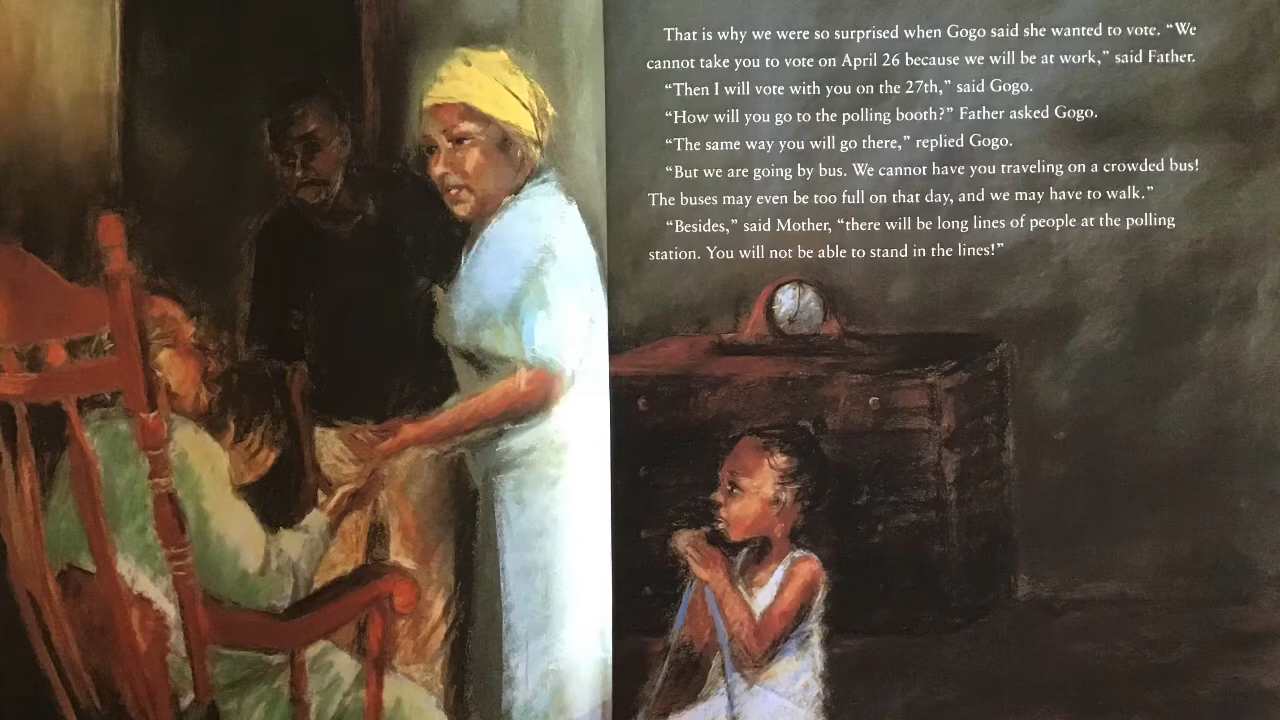 That is why we were so surprised when Gogo said she wanted to vote. “We
cannot take you to vote on April 26 because we will be at work,” said Father.
“Then I will vote with you on the 27th,” said Gogo.
“How will you go to the polling booth?” Father asked Gogo.
“The same way you will go there,” replied Gogo.
“But we are going by bus. We cannot have you traveling on a crowded bus!
The buses may even be too full on that day, and we may have to walk.”
“Besides,” said Mother, “there will be long lines of people at the polling
station. You will not be able to stand in the lines!”